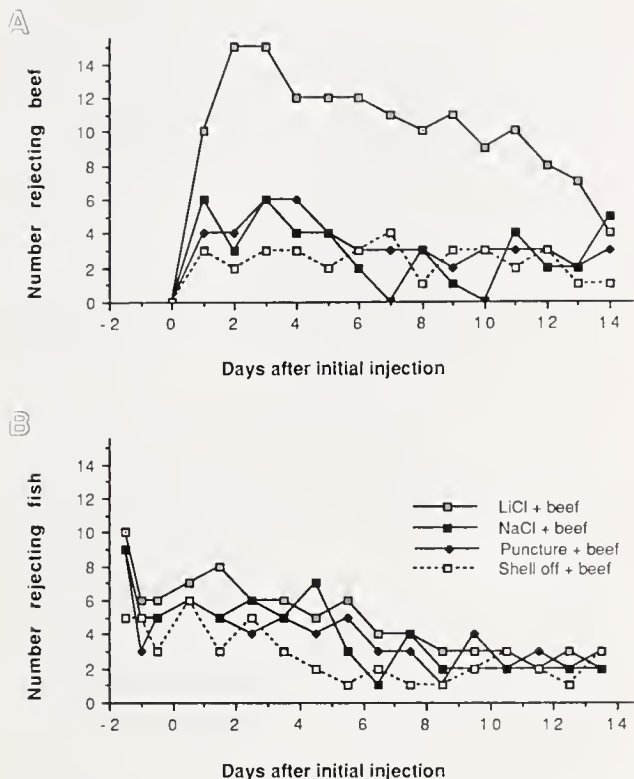 A
Number rejecting beef
14
12
10
8
6
4
2
0
-2 0 2 4 6 8 10 12 14
Days after initial injection
B
Number rejecting fish
14
12
10
8
6
4
2
0
LiCl + beef
NaCl + beef
Puncture + beef
Shell off + beef
-2 0 2 4 6 8 10 12 14
Days after initial injection